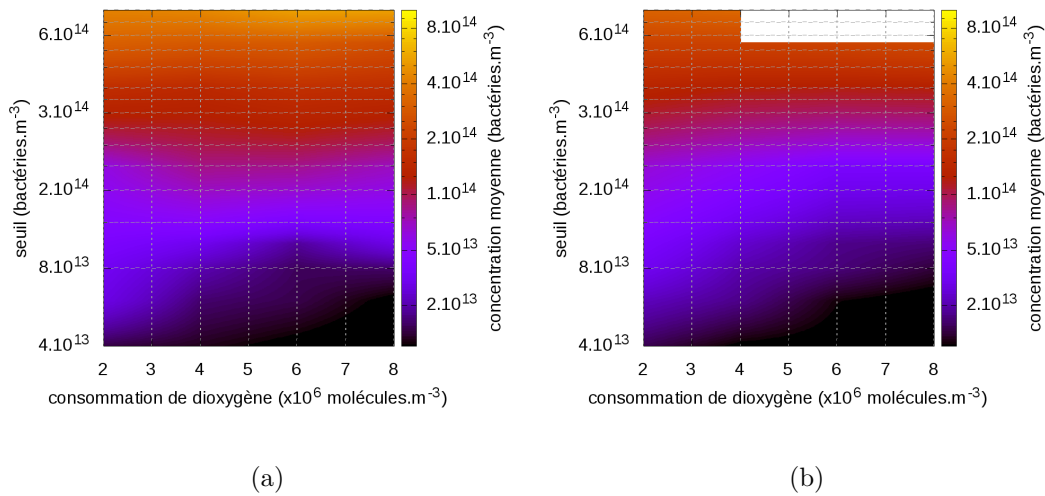 6.10^14
3.10^14
2.10^14
8.10^13
4.10^13
seuil (bactéries.m^-3)
2 3 4 5 6 7 8
consommation de dioxygène (x10^6 molécules.m^-3)
8.10^14
4.10^14
2.10^14
1.10^14
5.10^13
2.10^13
concentration moyenne (bactéries.m^-3)
(a)
6.10^14
3.10^14
2.10^14
8.10^13
4.10^13
seuil (bactéries.m^-3)
2 3 4 5 6 7 8
consommation de dioxygène (x10^6 molécules.m^-3)
8.10^14
4.10^14
2.10^14
1.10^14
5.10^13
2.10^13
concentration moyenne (bactéries.m^-3)
(b)